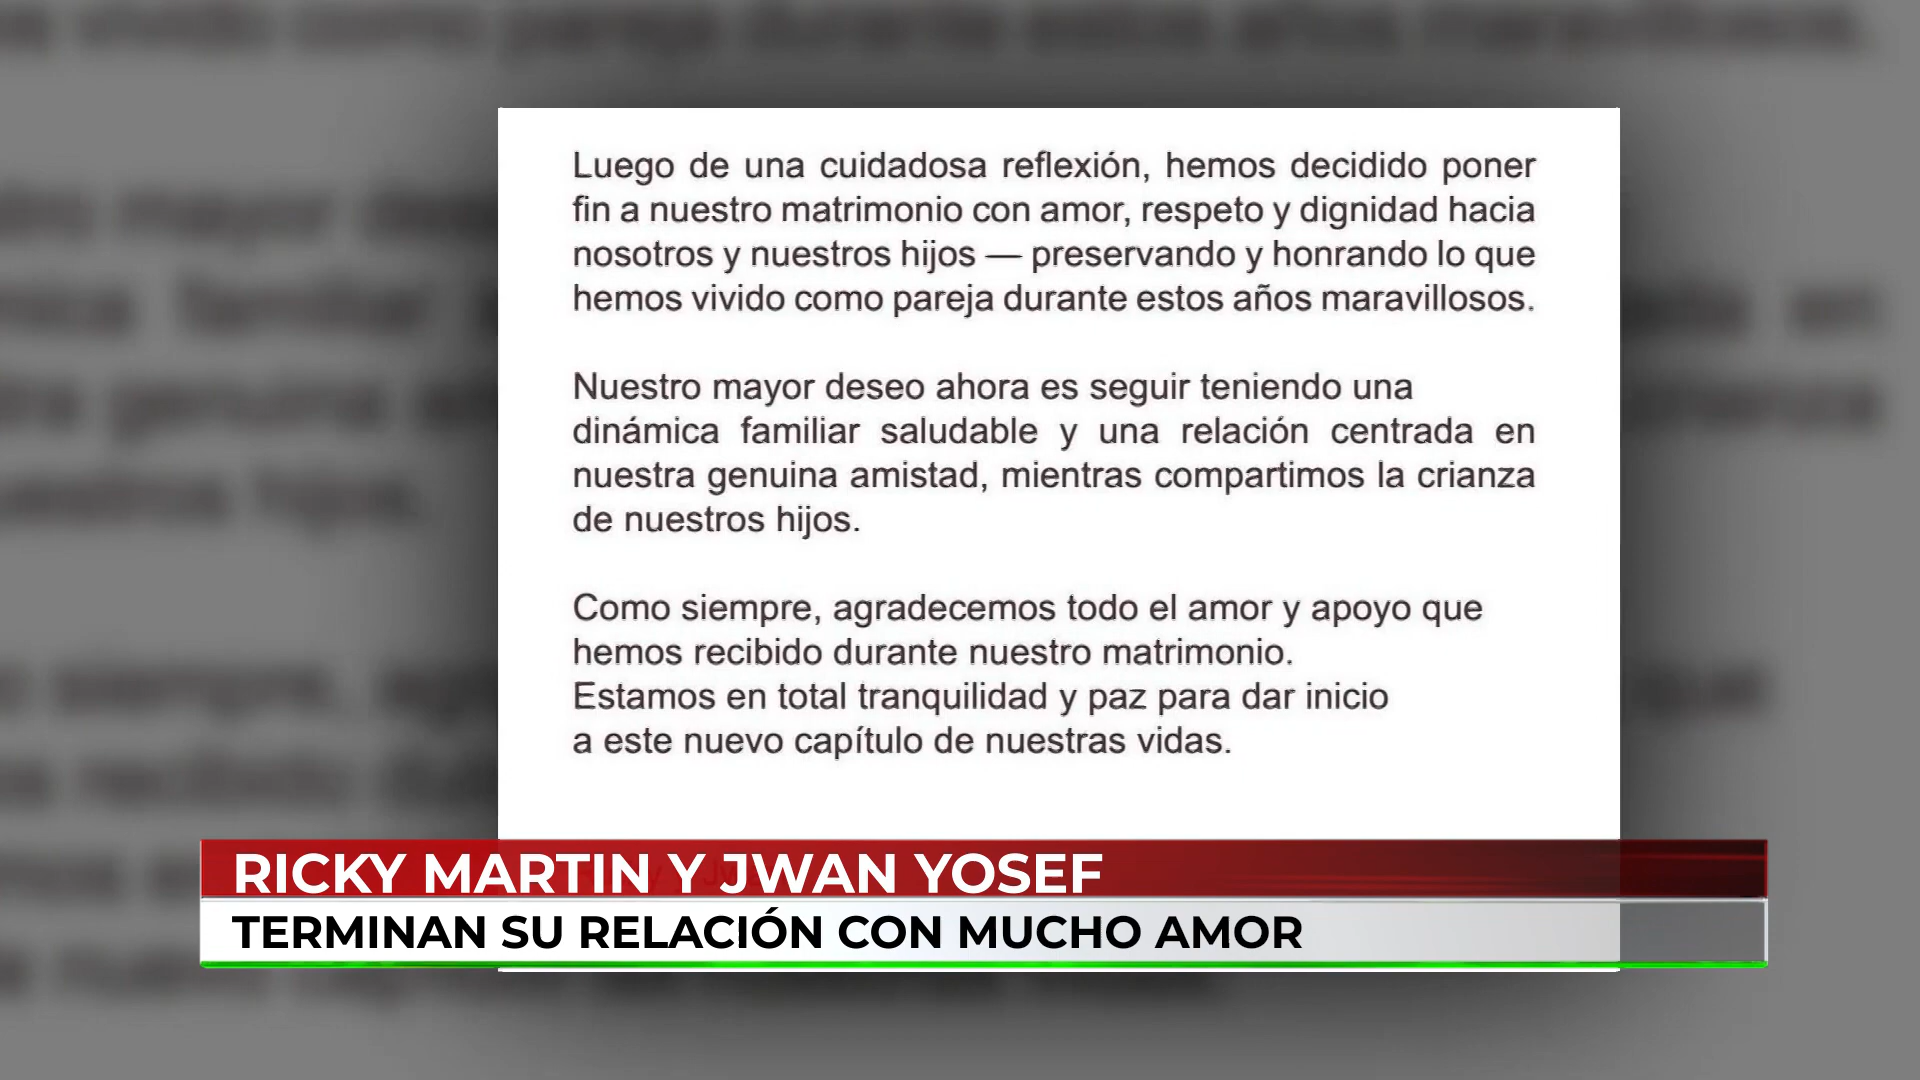 Luego de una cuidadosa reflexión, hemos decidido poner
fin a nuestro matrimonio con amor, respeto y dignidad hacia
nosotros y nuestros hijos — preservando y honrando lo que
hemos vivido como pareja durante estos años maravillosos.
Nuestro mayor deseo ahora es seguir teniendo una
dinámica familiar saludable y una relación centrada en
nuestra genuina amistad, mientras compartimos la crianza
de nuestros hijos.
Como siempre, agradecemos todo el amor y apoyo que
hemos recibido durante nuestro matrimonio.
Estamos en total tranquilidad y paz para dar inicio
a este nuevo capítulo de nuestras vidas.
RICKY MARTIN Y JWAN YOSEF
TERMINAN SU RELACIÓN CON MUCHO AMOR